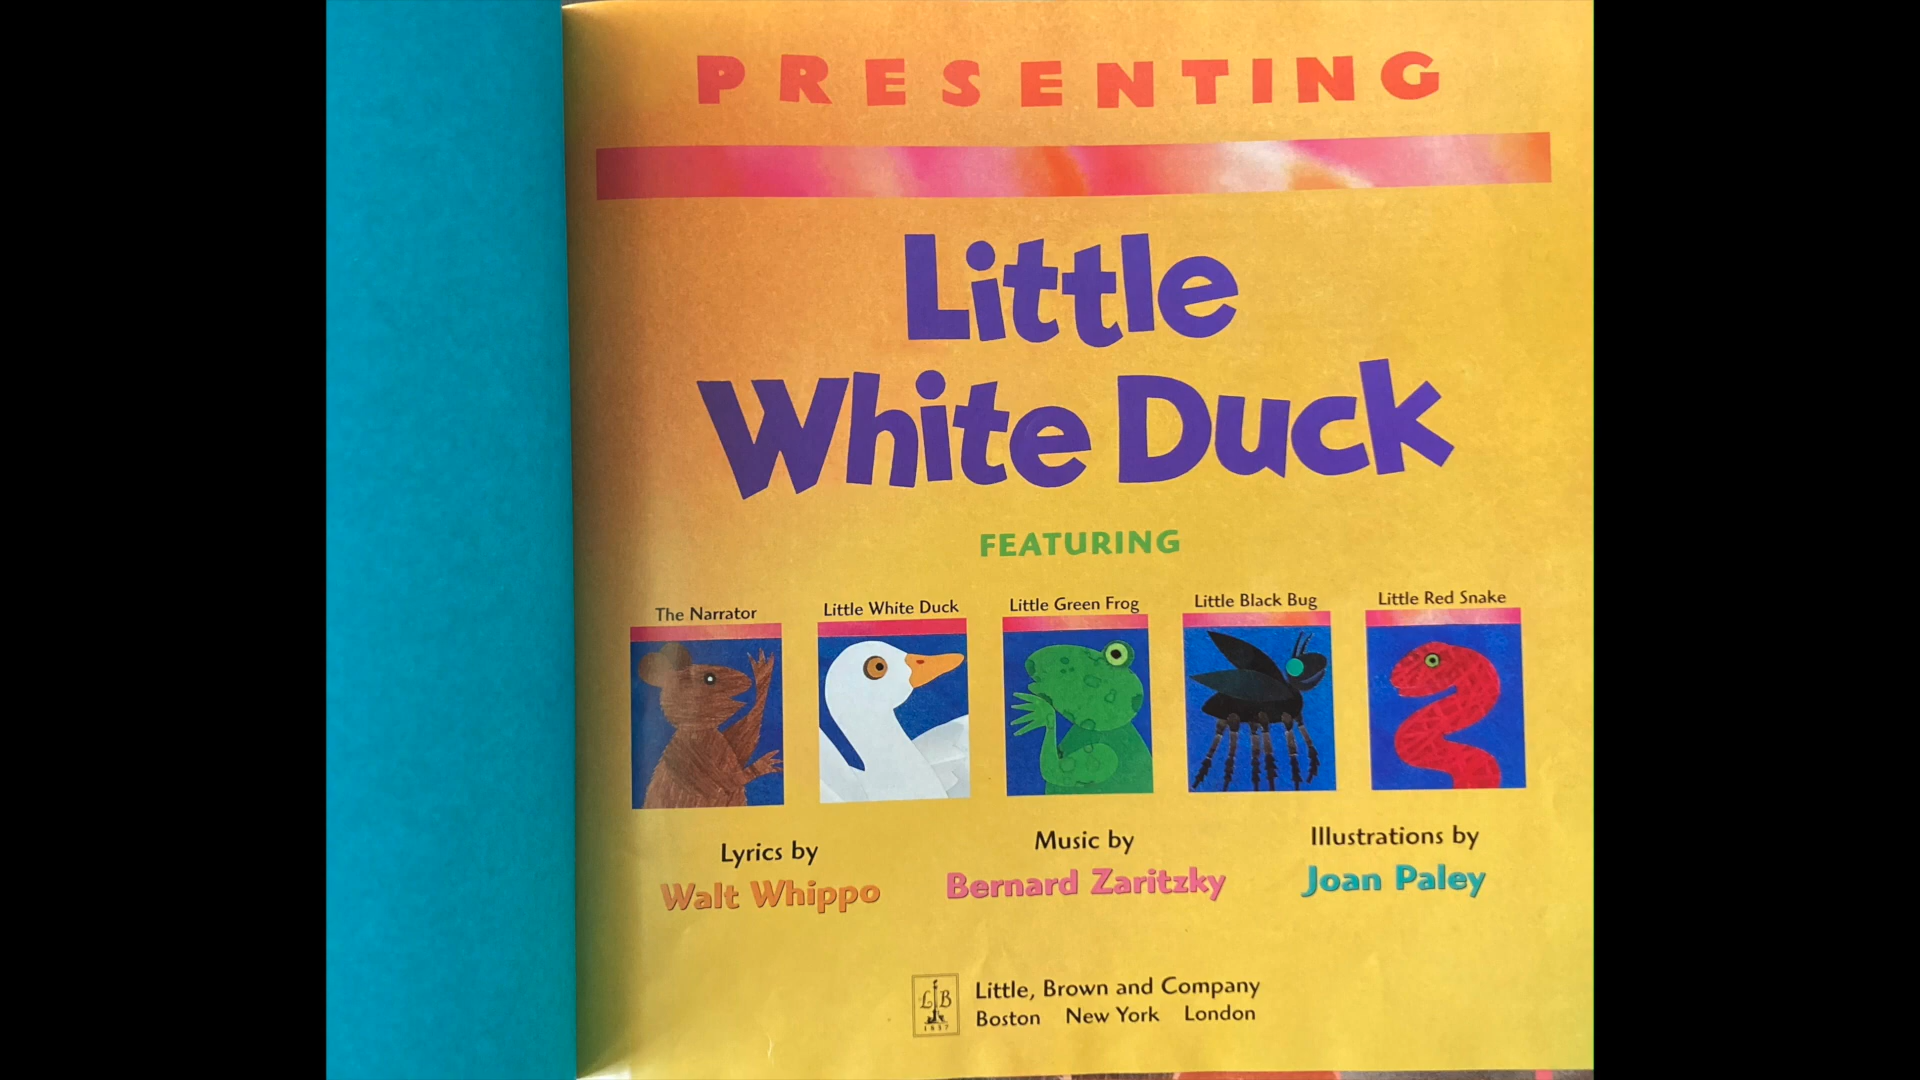 PRESENTING
Little
White Duck
FEATURING
The Narrator
Little White Duck
Little Green Frog
Little Black Bug
Little Red Snake
Lyrics by
Walt Whippo
Music by
Bernard Zaritzky
Illustrations by
Joan Paley
LB
1837
Little, Brown and Company
Boston New York London